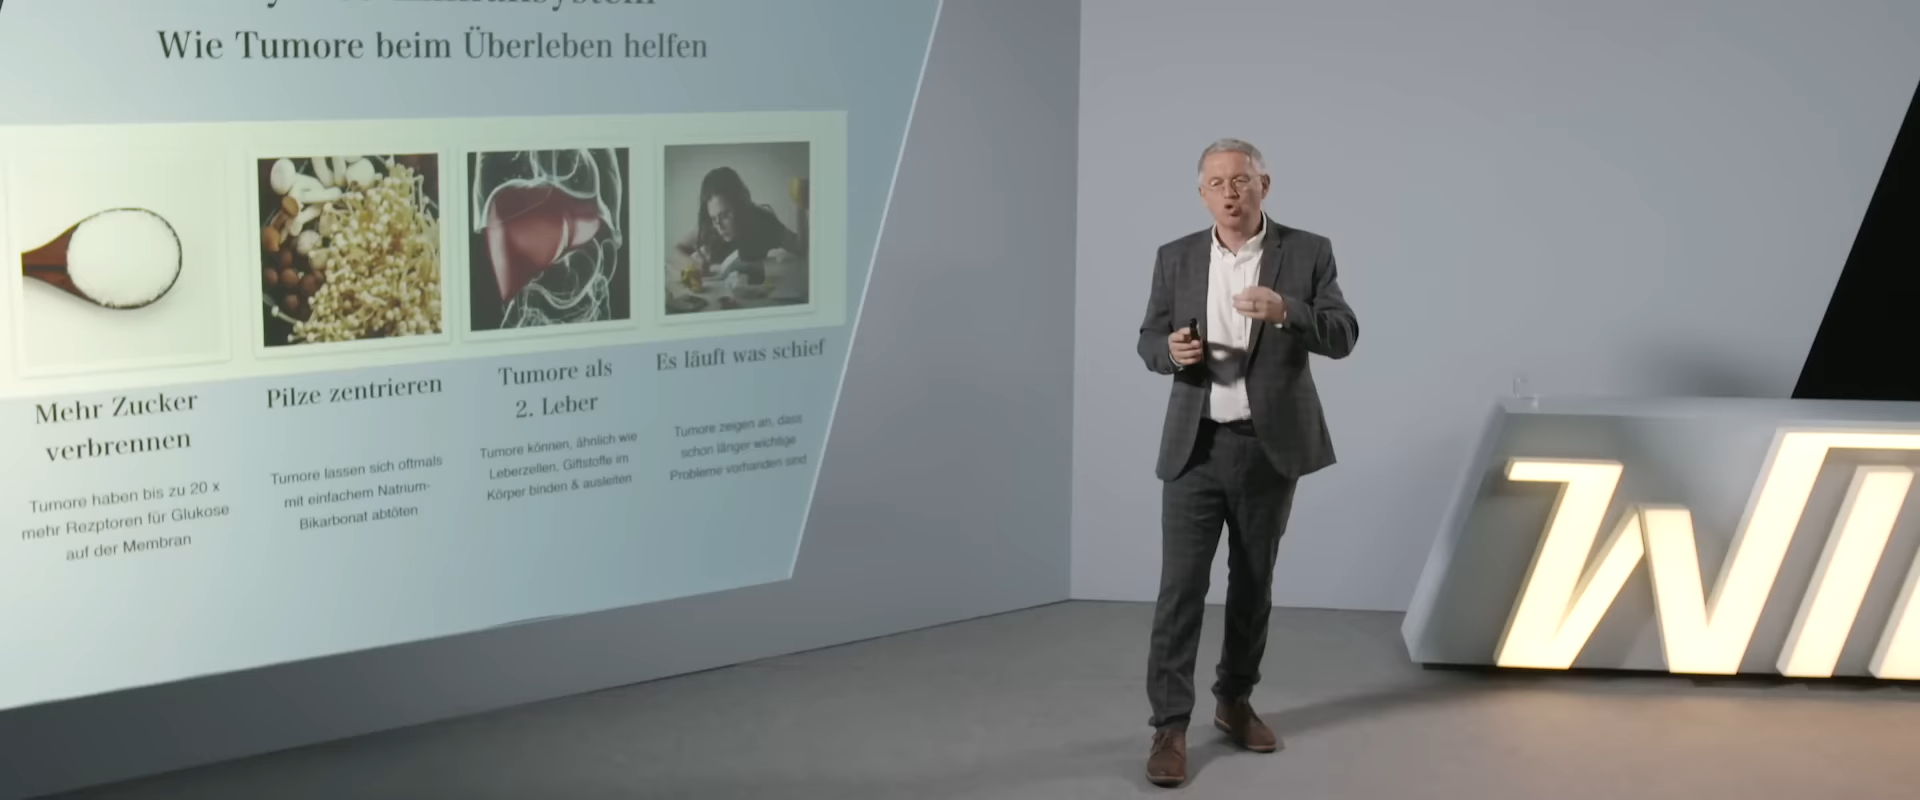 Wie Tumore beim Überleben helfen
Mehr Zucker
verbrennen
Tumore haben bis zu 20 x
mehr Rezptoren für Glukose
auf der Membran
Pilze zentrieren
Tumore lassen sich oftmals
mit einfachem Natrium-
Bikarbonat abtöten
Tumore als
2. Leber
Tumore können, ähnlich wie
Leberzellen, Giftstoffe im
Körper binden & ausleiten
Es läuft was schief
Tumore zeigen an, dass
schon länger wichtige
Probleme vorhanden sind